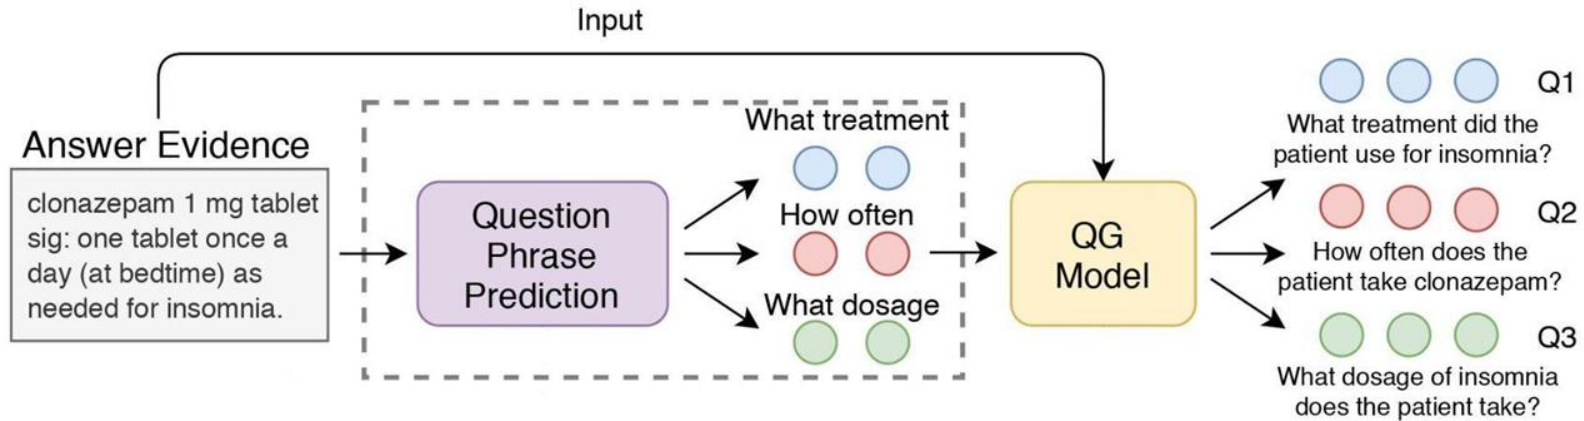 Input
Answer Evidence
clonazepam 1 mg tablet
sig: one tablet once a
day (at bedtime) as
needed for insomnia.
Question
Phrase
Prediction
What treatment
How often
What dosage
QG
Model
Q1
What treatment did the
patient use for insomnia?
Q2
How often does the
patient take clonazepam?
Q3
What dosage of insomnia
does the patient take?